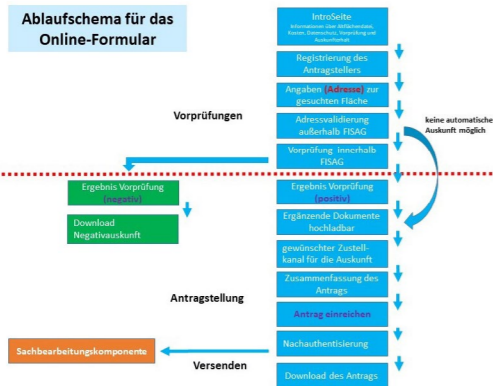 Ablaufschema für das
Online-Formular
IntroSeite
Informationen über Altflächendatei,
Kosten, Datenschutz, Vorprüfung und
Auskunftserhalt
Registrierung des
Antragstellers
Angaben (Adresse) zur
gesuchten Fläche
Vorprüfungen
Adressvalidierung
außerhalb FISAG
keine automatische
Auskunft möglich
Vorprüfung innerhalb
FISAG
Ergebnis Vorprüfung
(negativ)
Ergebnis Vorprüfung
(positiv)
Download
Negativauskunft
Ergänzende Dokumente
hochladbar
gewünschter Zustell-
kanal für die Auskunft
Zusammenfassung des
Antrags
Antragstellung
Antrag einreichen
Sachbearbeitungskomponente
Nachauthentisierung
Versenden
Download des Antrags